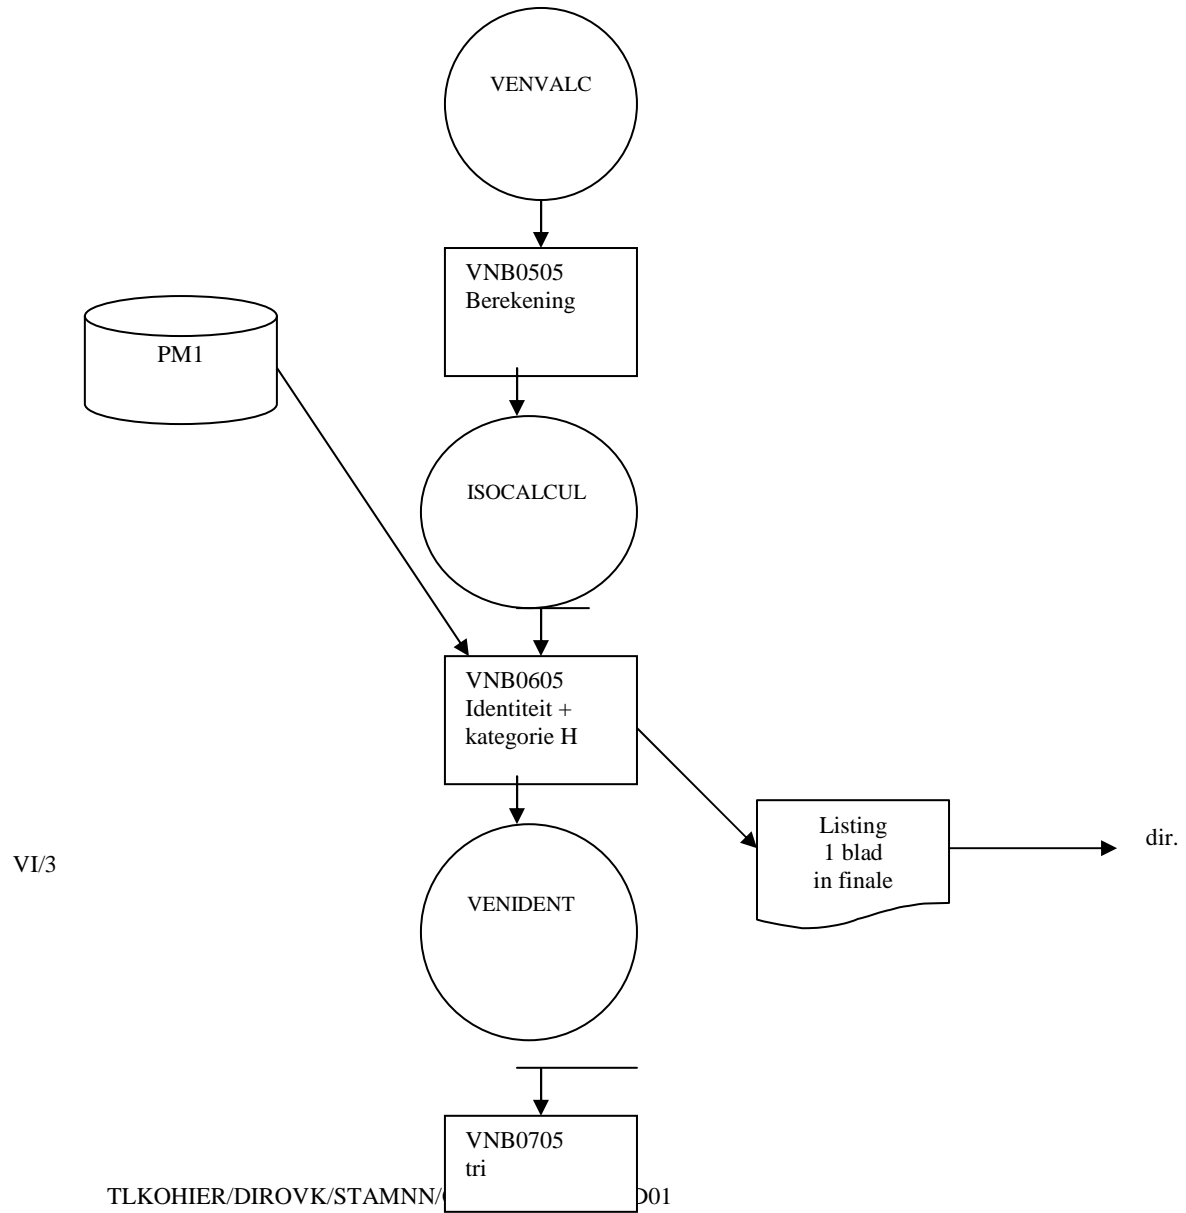 VENVALC
VNB0505
Berekening
PM1
ISOCALCUL
VNB0605
Identiteit +
kategorie H
Listing
1 blad
in finale
dir.
VI/3
VENIDENT
VNB0705
tri
TLKOHIER/DIROVK/STAMNN/ D01